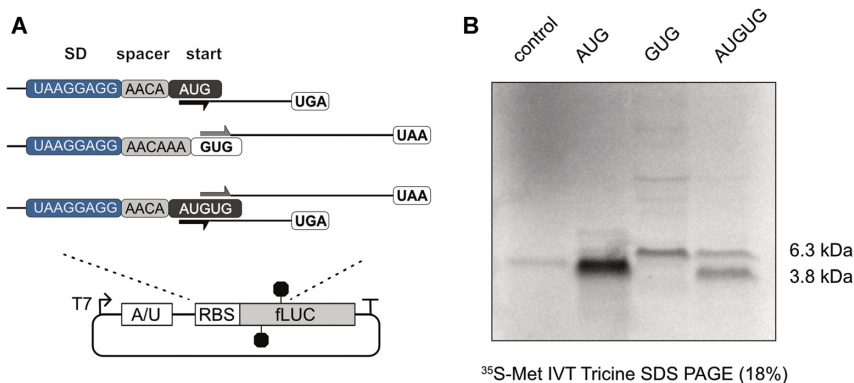 A
SD spacer start
UAAGGAGG AACA AUG
UGA
UAA
UAAGGAGG AACAAA GUG
UAA
UAAGGAGG AACA AUGUG
UGA
T7 A/U RBS fLUC
B
control AUG GUG AUGUG
6.3 kDa
3.8 kDa
³⁵S-Met IVT Tricine SDS PAGE (18%)